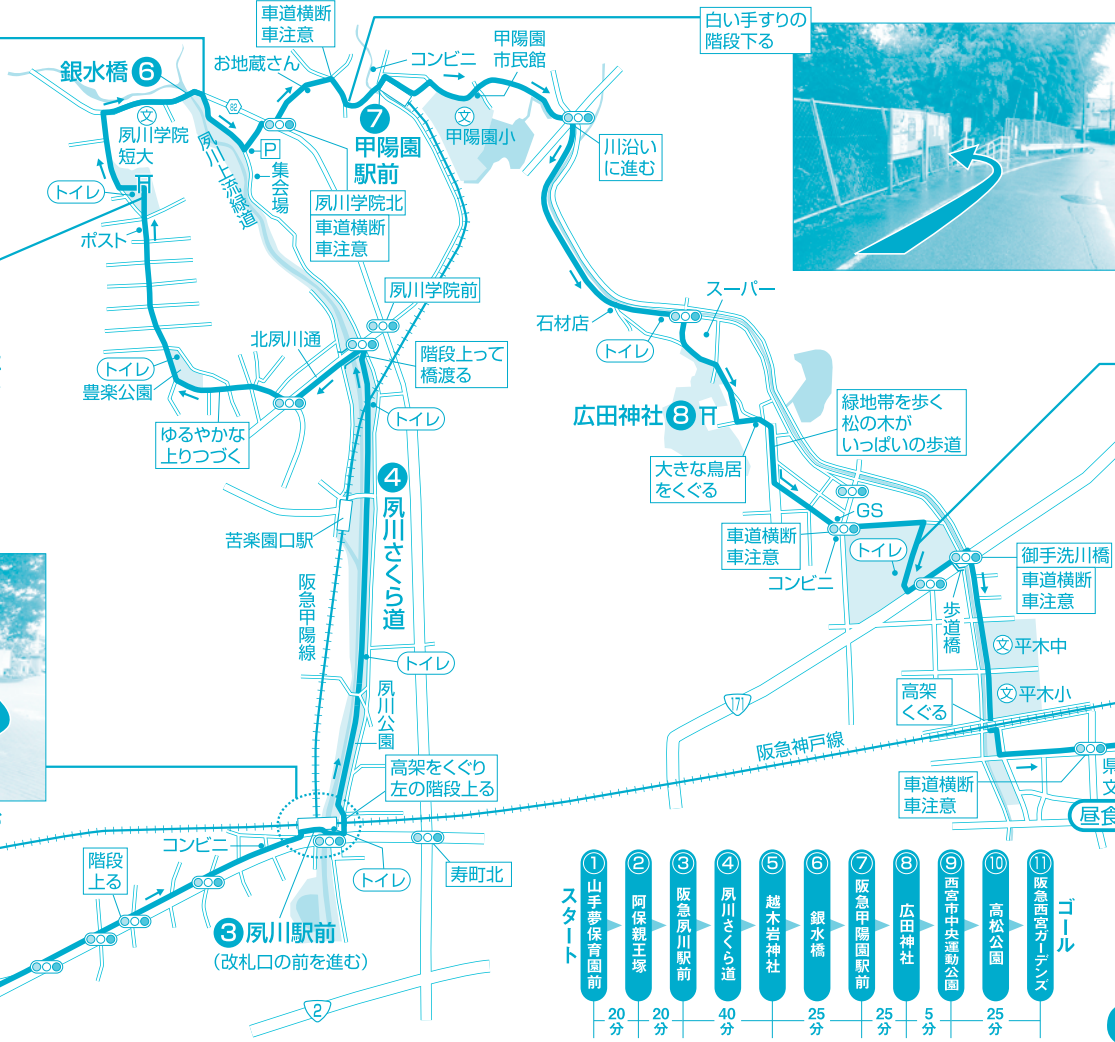 車道横断
車注意
白い手すりの
階段下る
銀水橋 6
お地蔵さん
コンビニ
甲陽園
市民館
82
文
夙川学院
短大
夙川上流緑道
P
集会場
7
甲陽園
駅前
文
甲陽園小
川沿い
に進む
トイレ
夙川学院北
車道横断
車注意
ポスト
夙川学院前
スーパー
石材店
トイレ
北夙川通
階段上って
橋渡る
トイレ
豊楽公園
ゆるやかな
上りつづく
トイレ
広田神社 8
緑地帯を歩く
松の木が
いっぱいの歩道
大きな鳥居
をくぐる
4
夙川さくら道
GS
車道横断
車注意
トイレ
コンビニ
苦楽園口駅
御手洗川橋
車道横断
車注意
阪急甲陽線
歩道橋
文 平木中
トイレ
文 平木小
高架
くぐる
夙川公園
171
阪急神戸線
高架をくぐり
左の階段上る
車道横断
車注意
県
文
昼食
コンビニ
階段
上る
トイレ
寿町北
3 夙川駅前
(改札口の前を進む)
2
スタート
① 山手夢保育園前
② 阿保親王塚
③ 阪急夙川駅前
④ 夙川さくら道
⑤ 越木岩神社
⑥ 銀水橋
⑦ 阪急甲陽園駅前
⑧ 広田神社
⑨ 西宮市中央運動公園
⑩ 高松公園
⑪ 阪急西宮ガーデンズ
ゴール
20分
20分
40分
25分
25分
5分
25分